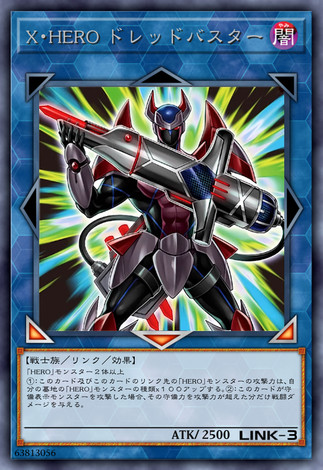 X・HERO ドレッドバスター
闇
やみ
【戦士族／リンク／効果】
「HERO」モンスター２体以上
①：このカード及びこのカードのリンク先の「HERO」モンスターの攻撃力は、自
分の墓地の「HERO」モンスターの種類×１００アップする。②：このカードが守
備表示モンスターを攻撃した場合、その守備力を攻撃力が超えた分だけ戦闘ダ
メージを与える。
ATK/ 2500 LINK-3
63813056